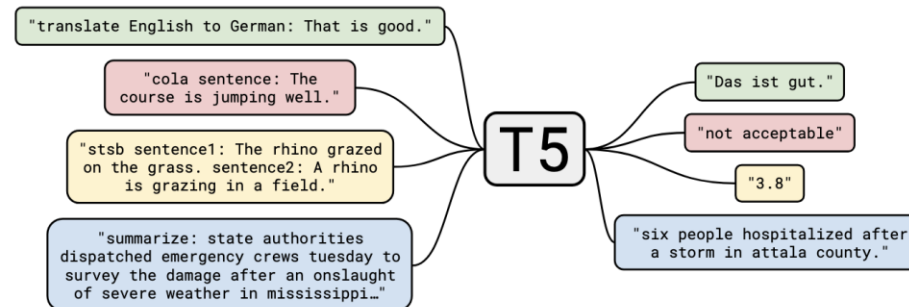 "translate English to German: That is good."
"cola sentence: The
course is jumping well."
"stsb sentence1: The rhino grazed
on the grass. sentence2: A rhino
is grazing in a field."
"summarize: state authorities
dispatched emergency crews tuesday to
survey the damage after an onslaught
of severe weather in mississippi…"
T5
"Das ist gut."
"not acceptable"
"3.8"
"six people hospitalized after
a storm in attala county."